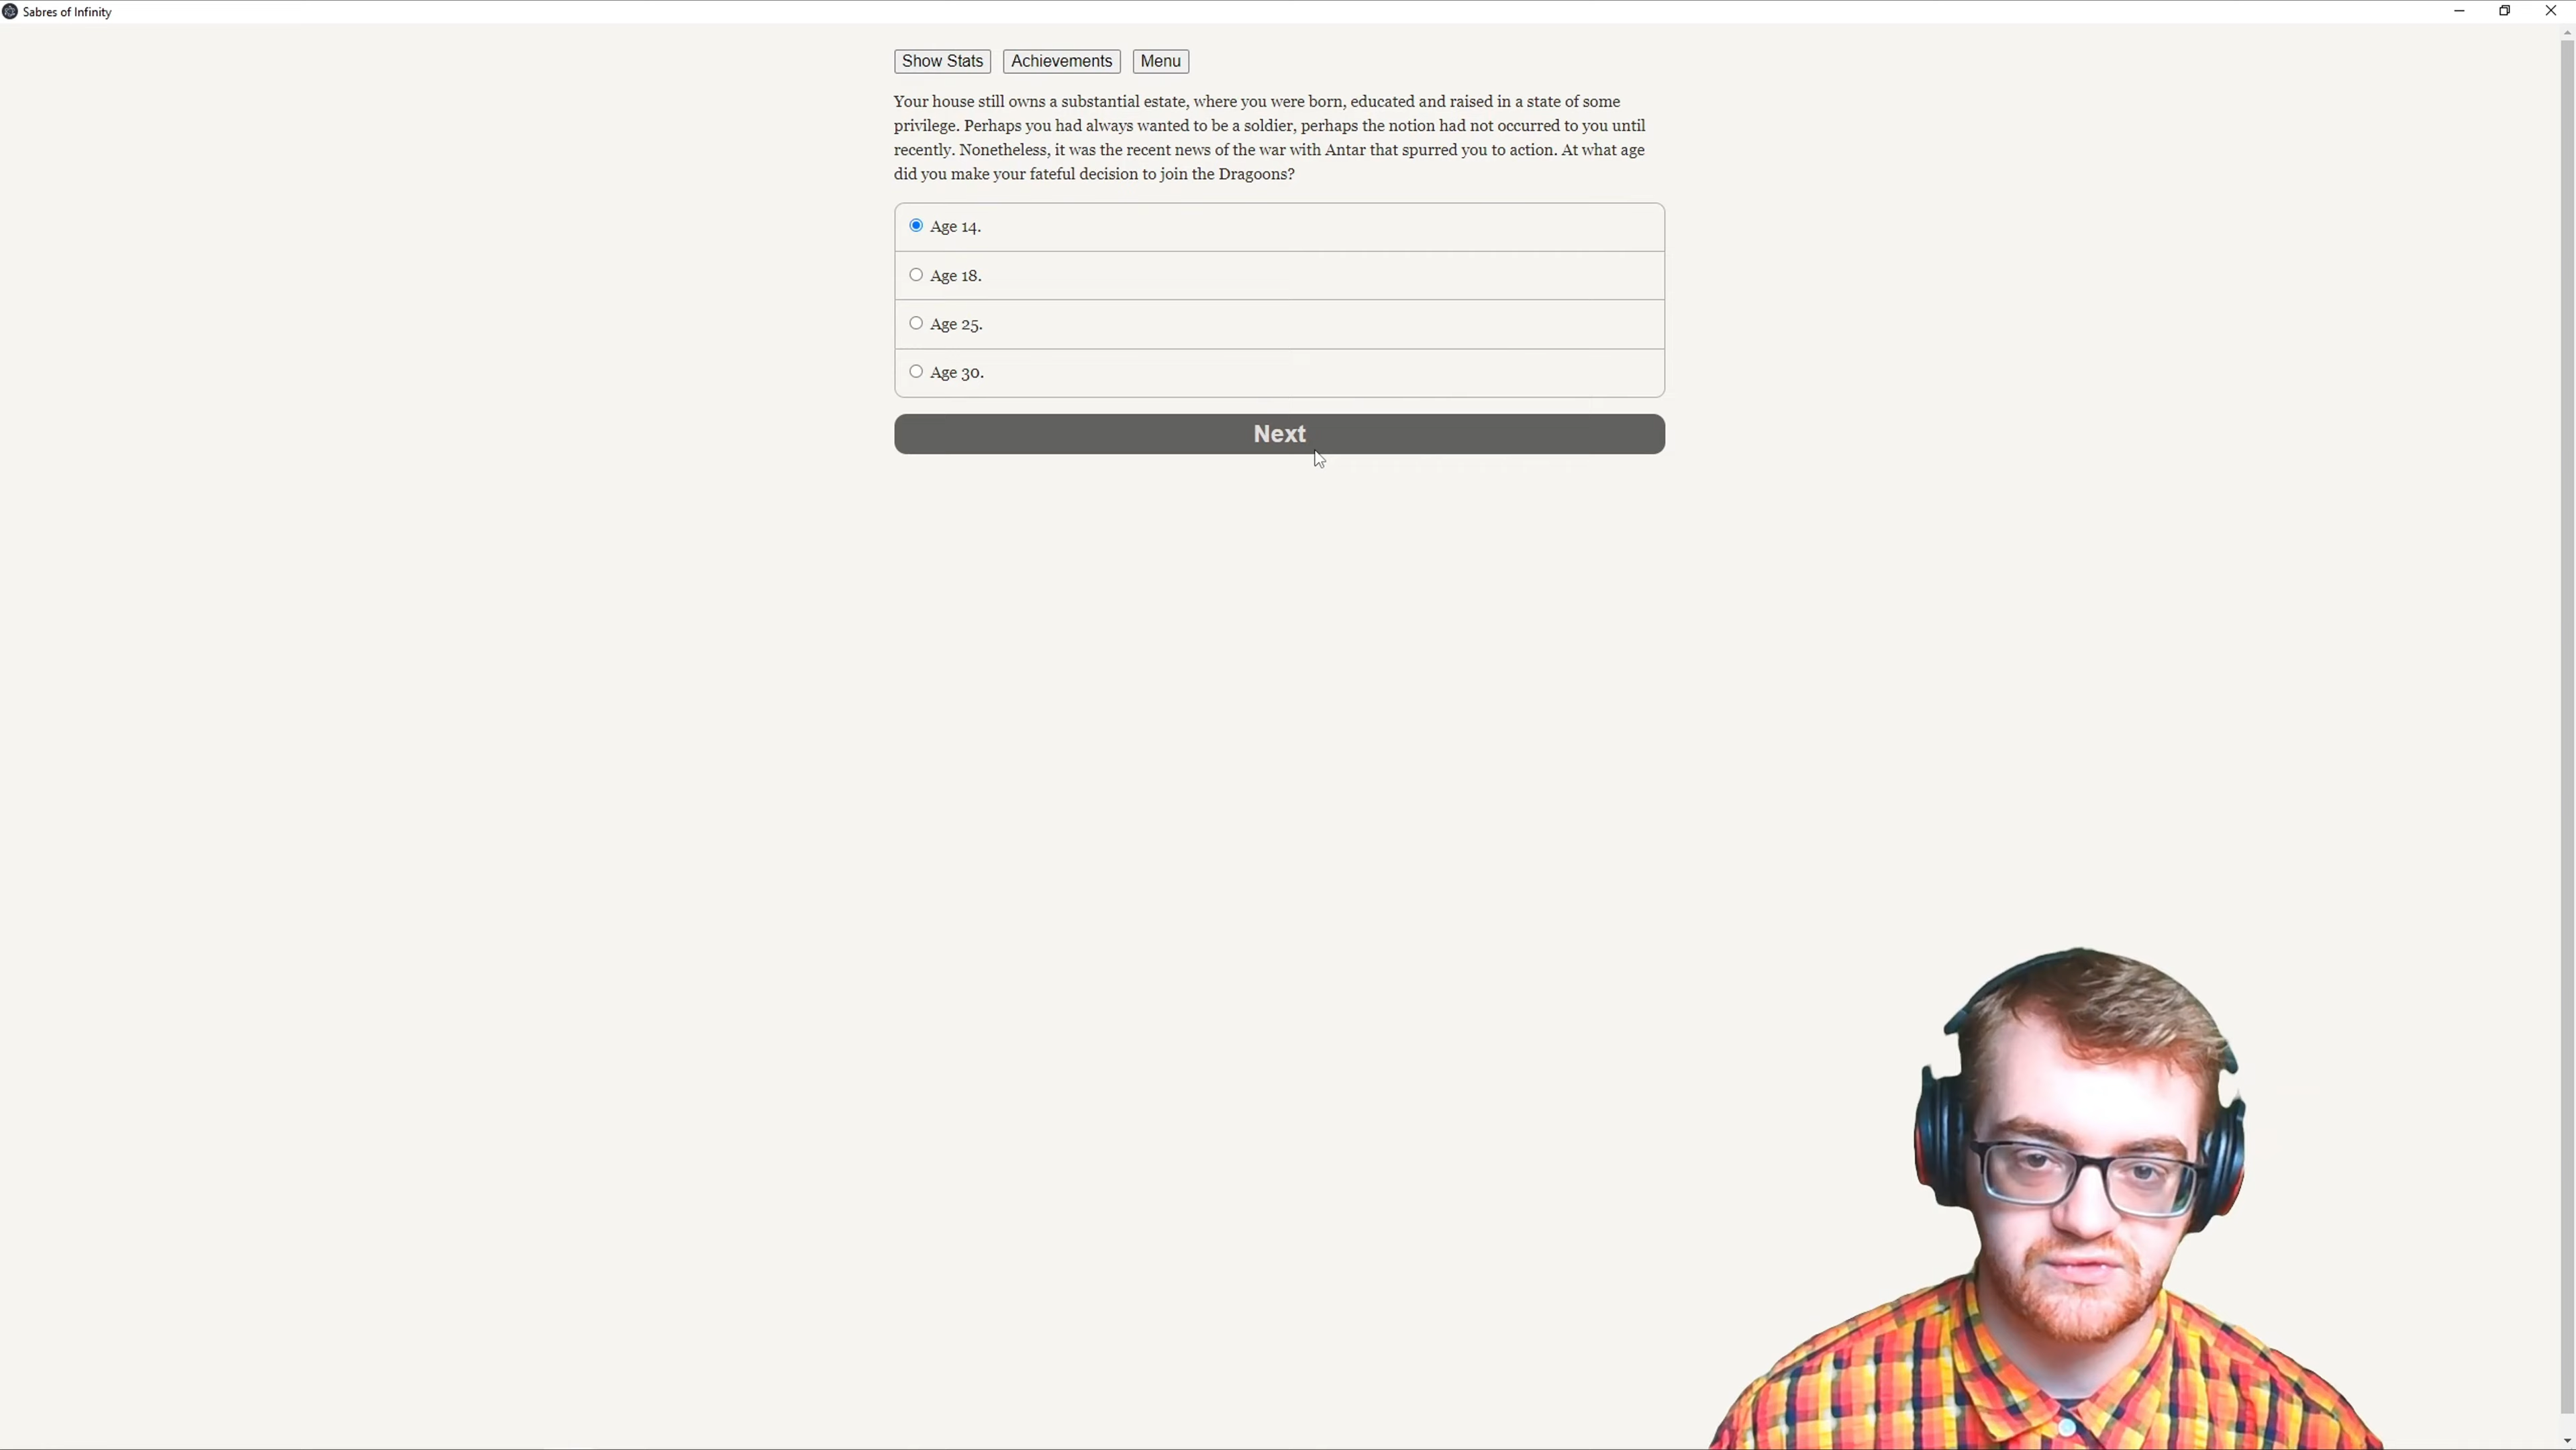 Sabres of Infinity
Show Stats Achievements Menu
Your house still owns a substantial estate, where you were born, educated and raised in a state of some
privilege. Perhaps you had always wanted to be a soldier, perhaps the notion had not occurred to you until
recently. Nonetheless, it was the recent news of the war with Antar that spurred you to action. At what age
did you make your fateful decision to join the Dragoons?
Age 14.
Age 18.
Age 25.
Age 30.
Next